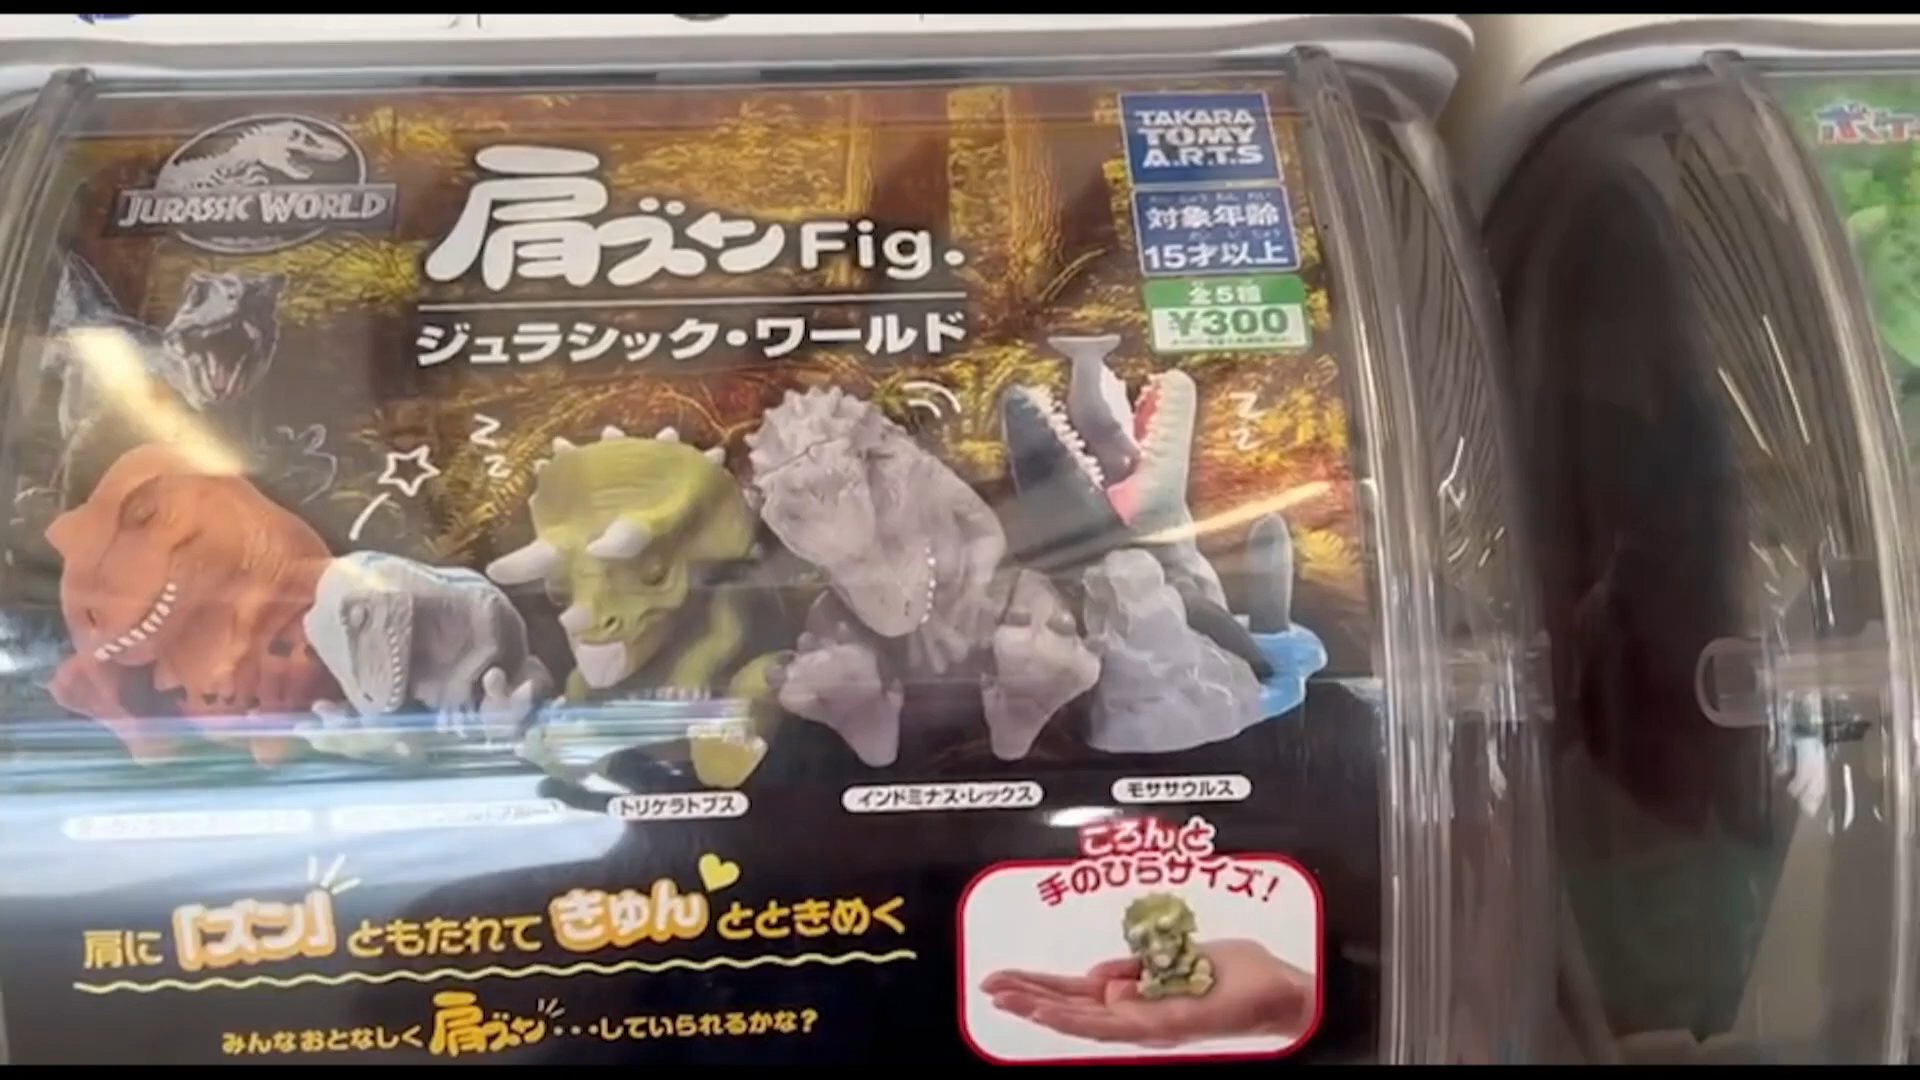 JURASSIC WORLD
肩ズンFig.
ジュラシック・ワールド
TAKARA
TOMY
A.R.T.S
対象年齢
15才以上
全5種
¥300
トリケラトプス
インドミナス・レックス
モササウルス
肩に「ズン」ともたれてきゅんとときめく
みんなおとなしく肩ズン・・・していられるかな?
ころんと
手のひらサイズ!